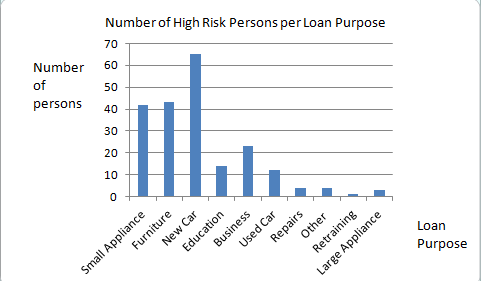 Number of High Risk Persons per Loan Purpose
Number
of
persons
70
60
50
40
30
20
10
0
Small Appliance
Furniture
New Car
Education
Business
Used Car
Repairs
Other
Retraining
Large Appliance
Loan
Purpose